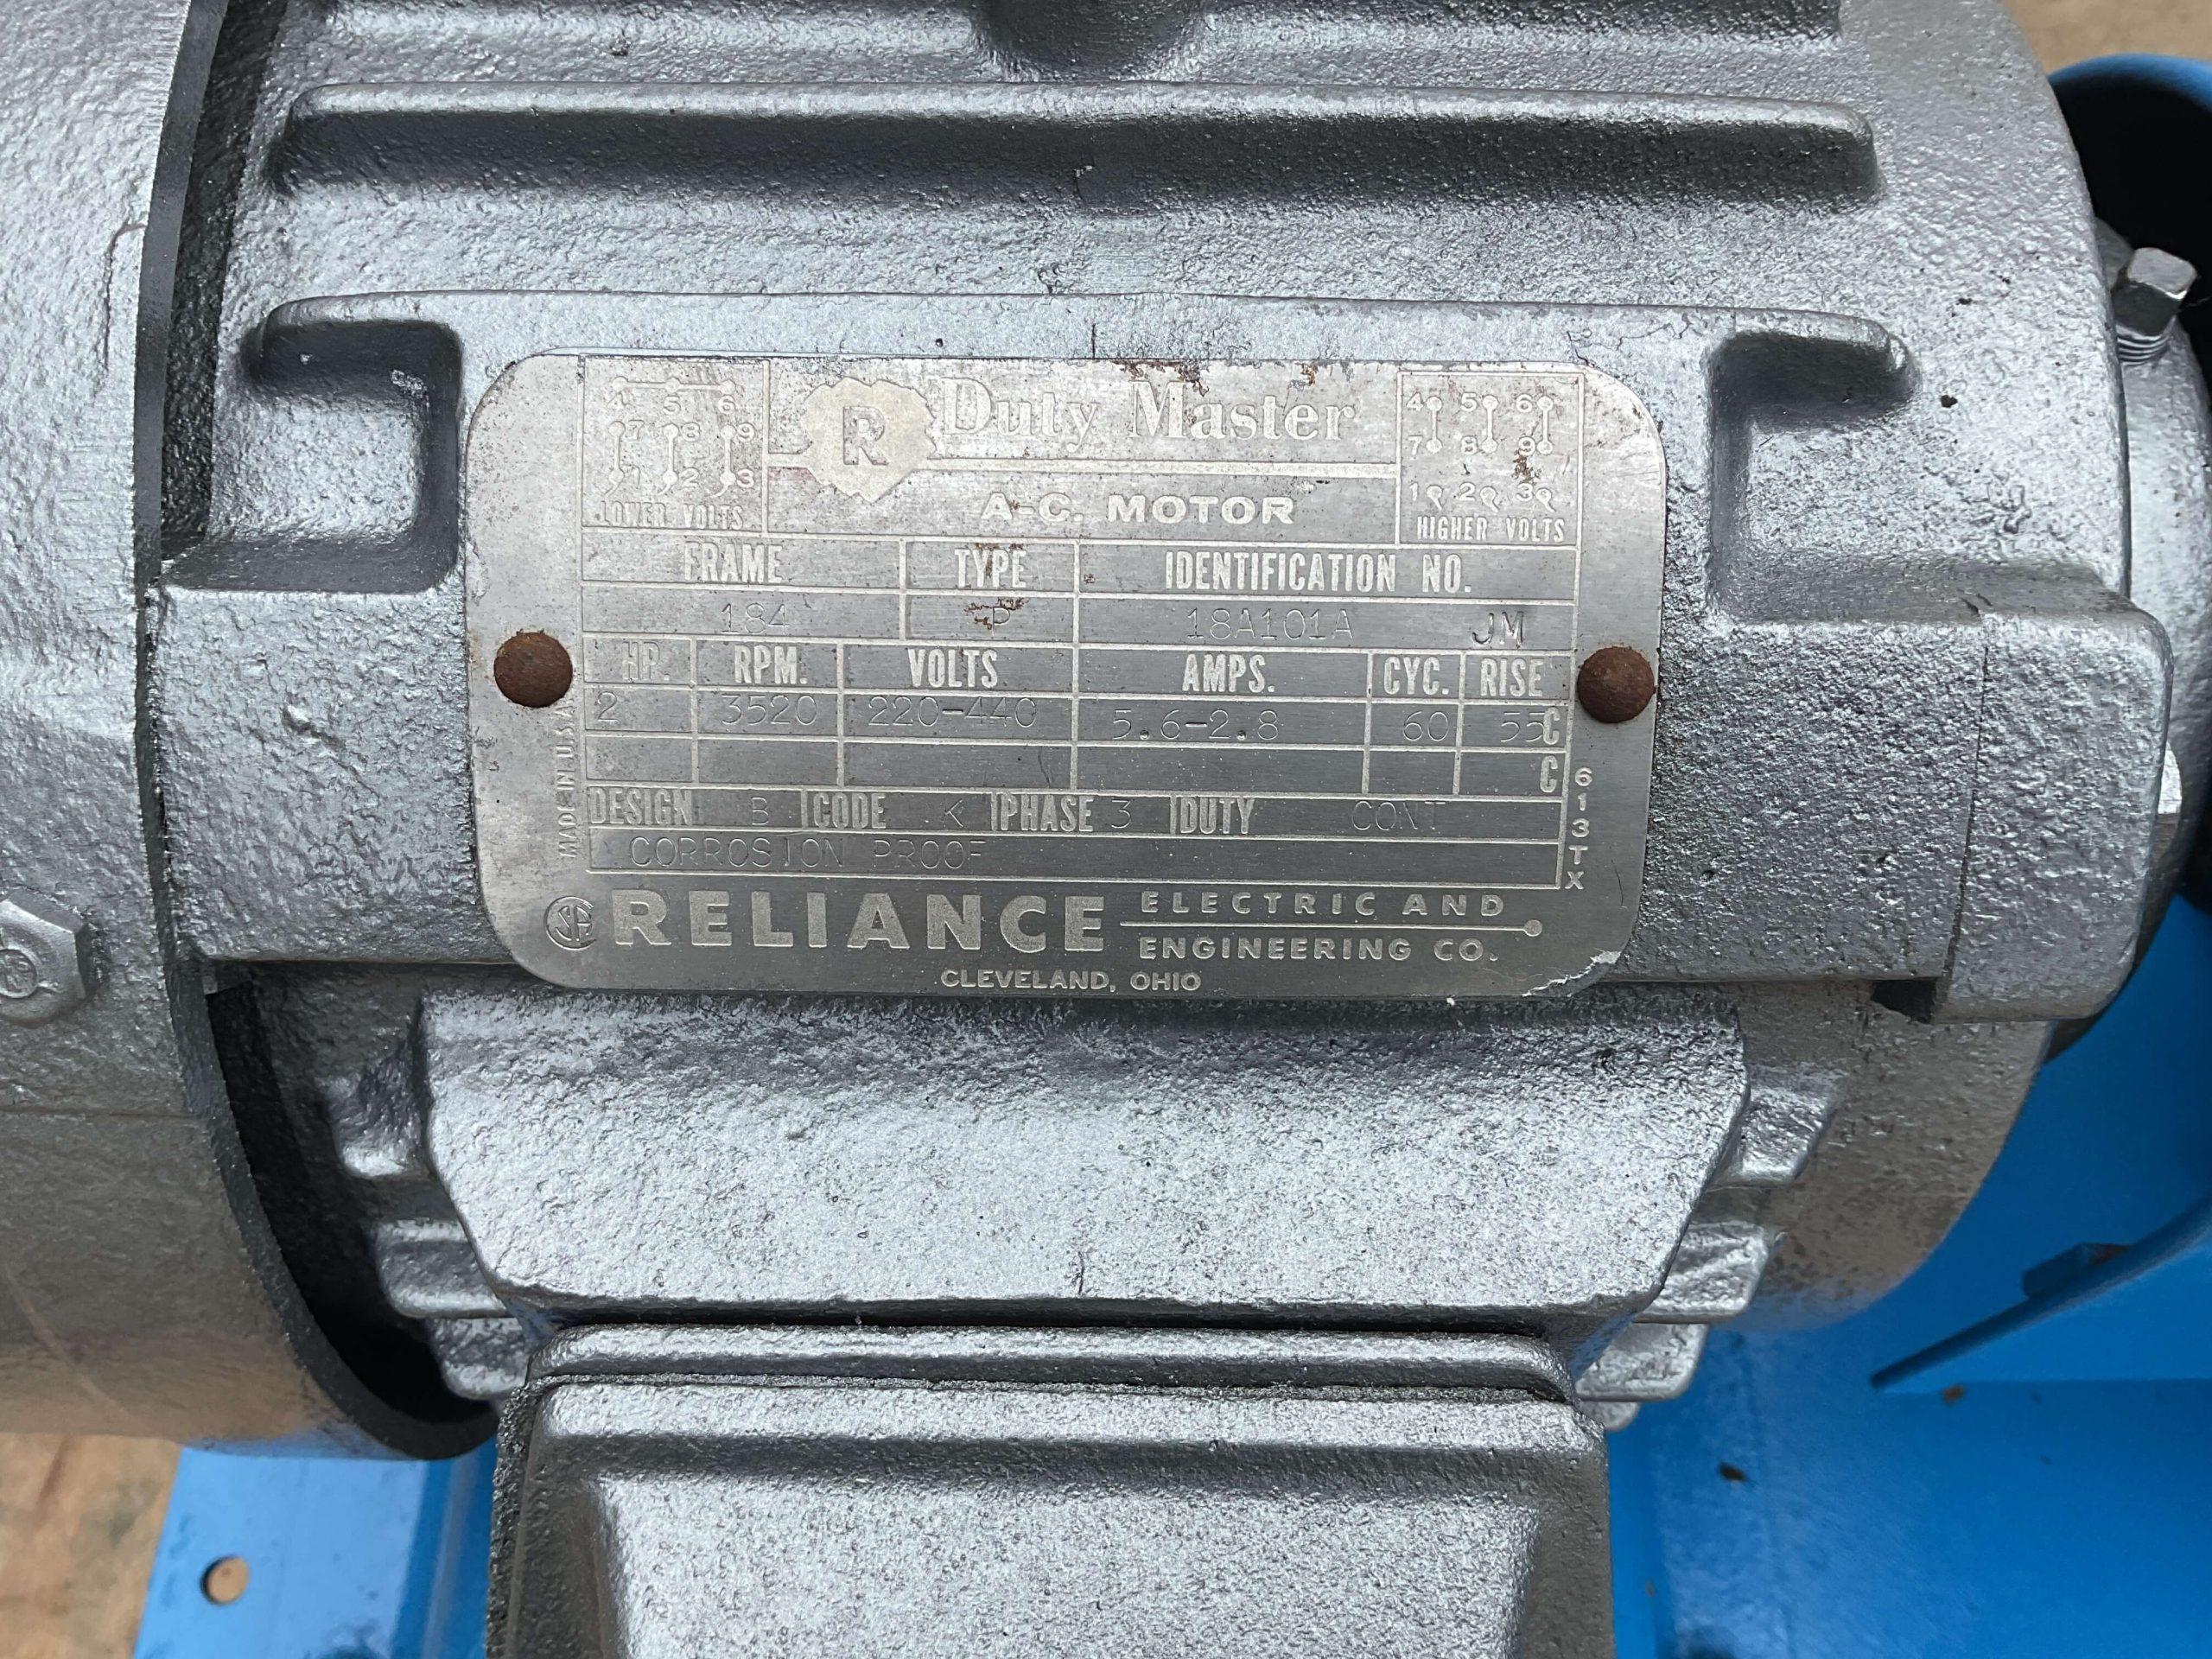 4 5 6
7 8 9
1 2 3
LOWER VOLTS
R Duty Master
A-C. MOTOR
4 5 6
7 8 9
1 2 3
HIGHER VOLTS
FRAME TYPE IDENTIFICATION NO.
184 P 18A101A JM
HP. RPM. VOLTS AMPS. CYC. RISE
2 3520 220-440 5.6-2.8 60 55C
C
DESIGN B CODE K PHASE 3 DUTY CONT
CORROSION PROOF
MADE IN U.S.A.
613TX
SA RELIANCE ELECTRIC AND
ENGINEERING CO.
CLEVELAND, OHIO